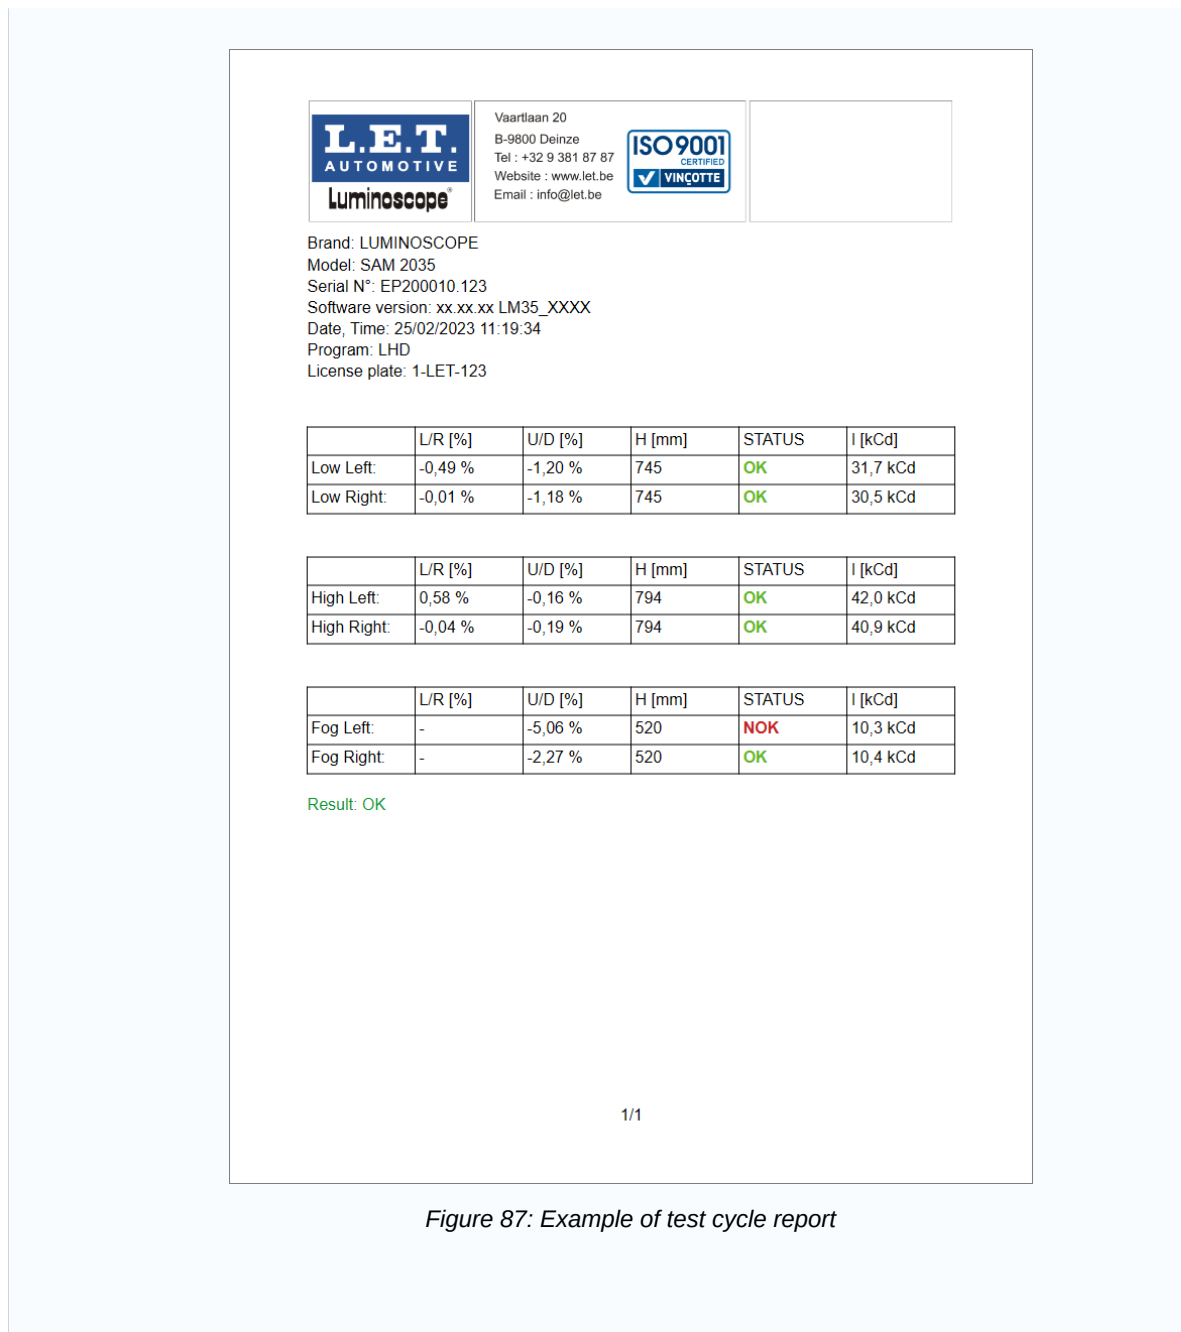 L.E.T.
AUTOMOTIVE
Luminoscope®
Vaartlaan 20
B-9800 Deinze
Tel : +32 9 381 87 87
Website : www.let.be
Email : info@let.be
ISO 9001
CERTIFIED
VINÇOTTE
Brand: LUMINOSCOPE
Model: SAM 2035
Serial N°: EP200010.123
Software version: xx.xx.xx LM35_XXXX
Date, Time: 25/02/2023 11:19:34
Program: LHD
License plate: 1-LET-123
L/R [%] U/D [%] H [mm] STATUS I [kCd]
Low Left: -0,49 % -1,20 % 745 OK 31,7 kCd
Low Right: -0,01 % -1,18 % 745 OK 30,5 kCd
L/R [%] U/D [%] H [mm] STATUS I [kCd]
High Left: 0,58 % -0,16 % 794 OK 42,0 kCd
High Right: -0,04 % -0,19 % 794 OK 40,9 kCd
L/R [%] U/D [%] H [mm] STATUS I [kCd]
Fog Left: - -5,06 % 520 NOK 10,3 kCd
Fog Right: - -2,27 % 520 OK 10,4 kCd
Result: OK
1/1
Figure 87: Example of test cycle report